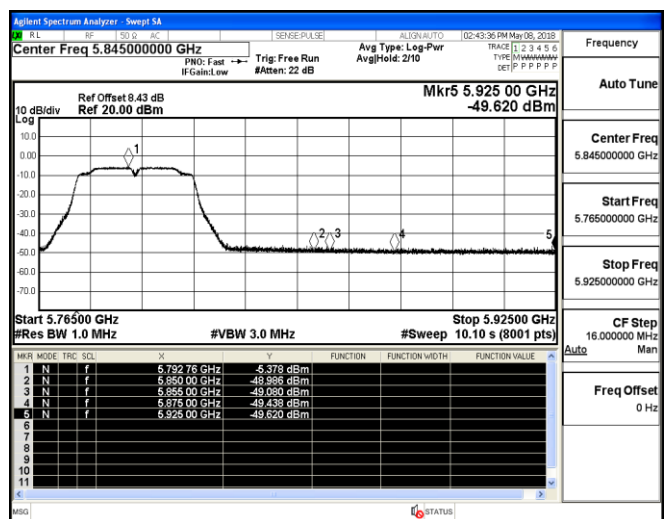 Agilent Spectrum Analyzer - Swept SA
RL RF 50 Ω AC SENSE:PULSE ALIGNAUTO 02:43:36 PM May 08, 2018
Center Freq 5.845000000 GHz Avg Type: Log-Pwr TRACE 1 2 3 4 5 6
PNO: Fast Trig: Free Run Avg|Hold: 2/10 TYPE
IFGain:Low #Atten: 22 dB DET P P P P P P
Frequency
Mkr5 5.925 00 GHz
-49.620 dBm
Ref Offset 8.43 dB
10 dB/div Ref 20.00 dBm
Log
10.0
0.00
-10.0
-20.0
-30.0
-40.0
-50.0
-60.0
-70.0
1
2
3
4
5
Start 5.76500 GHz Stop 5.92500 GHz
#Res BW 1.0 MHz #VBW 3.0 MHz #Sweep 10.10 s (8001 pts)
MKR MODE TRC SCL X Y FUNCTION FUNCTION WIDTH FUNCTION VALUE
1 N f 5.792 76 GHz -5.378 dBm
2 N f 5.850 00 GHz -48.986 dBm
3 N f 5.855 00 GHz -49.080 dBm
4 N f 5.875 00 GHz -49.438 dBm
5 N f 5.925 00 GHz -49.620 dBm
6
7
8
9
10
11
Auto Tune
Center Freq
5.845000000 GHz
Start Freq
5.765000000 GHz
Stop Freq
5.925000000 GHz
CF Step
16.000000 MHz
Auto Man
Freq Offset
0 Hz
MSG STATUS